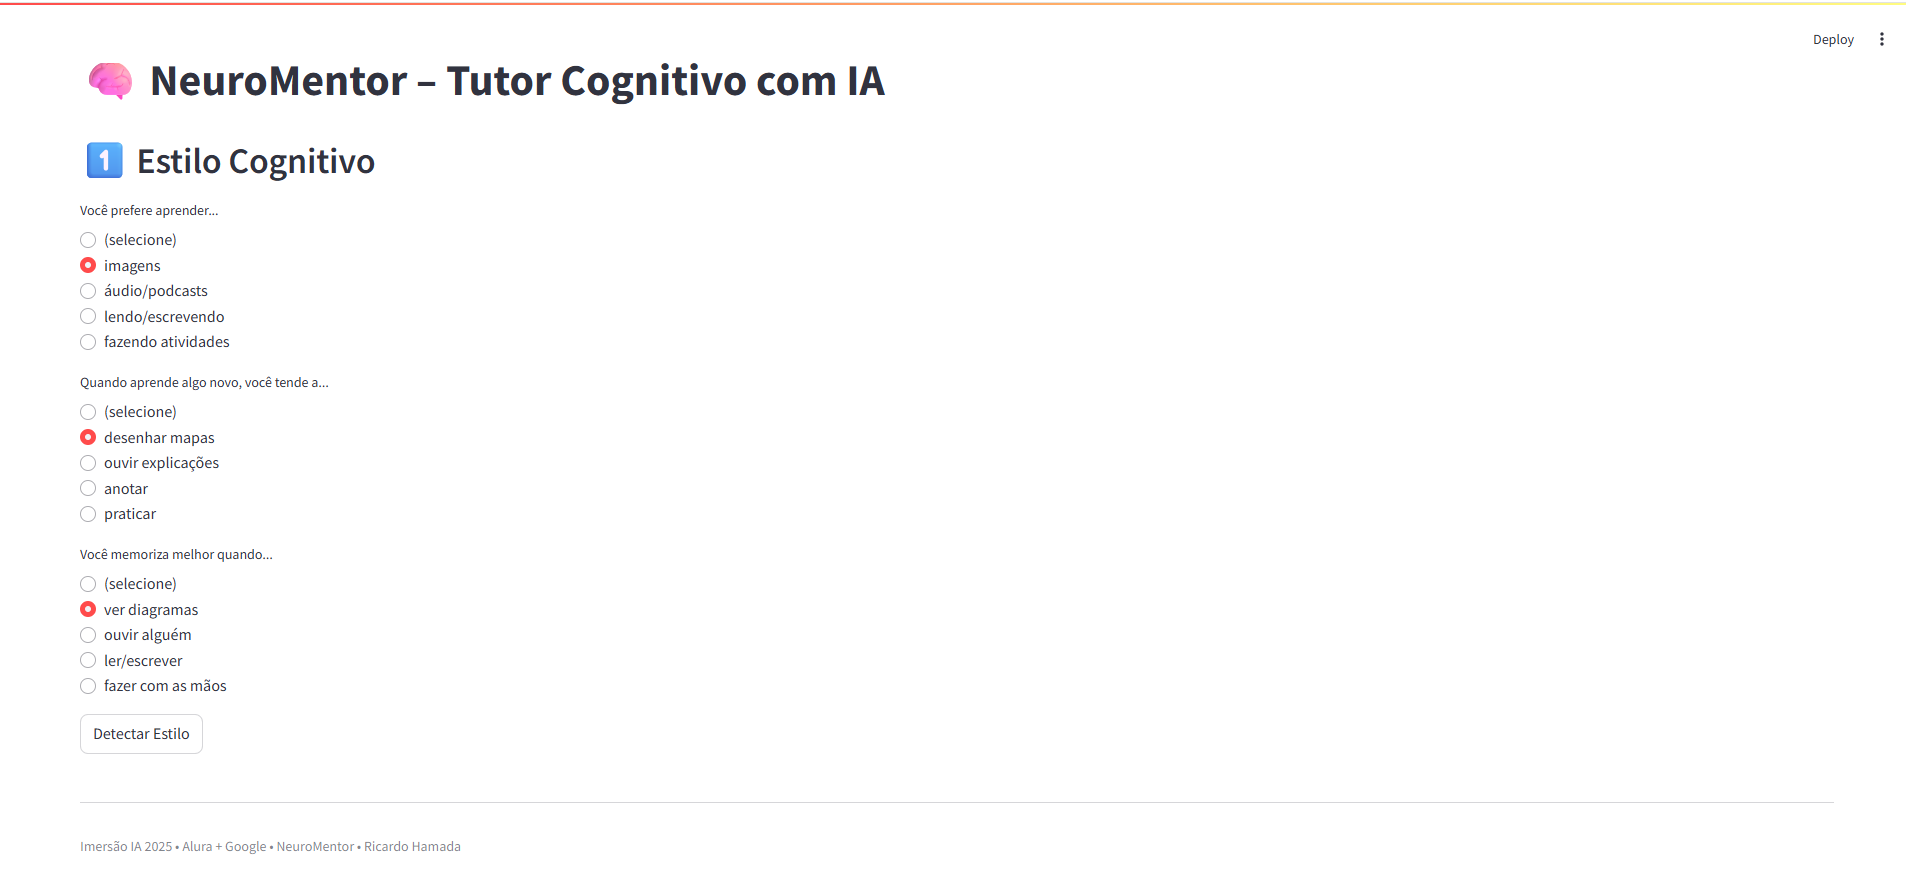 Deploy
NeuroMentor – Tutor Cognitivo com IA
1 Estilo Cognitivo
Você prefere aprender...
(selecione)
imagens
áudio/podcasts
lendo/escrevendo
fazendo atividades
Quando aprende algo novo, você tende a...
(selecione)
desenhar mapas
ouvir explicações
anotar
praticar
Você memoriza melhor quando...
(selecione)
ver diagramas
ouvir alguém
ler/escrever
fazer com as mãos
Detectar Estilo
Imersão IA 2025 • Alura + Google • NeuroMentor • Ricardo Hamada